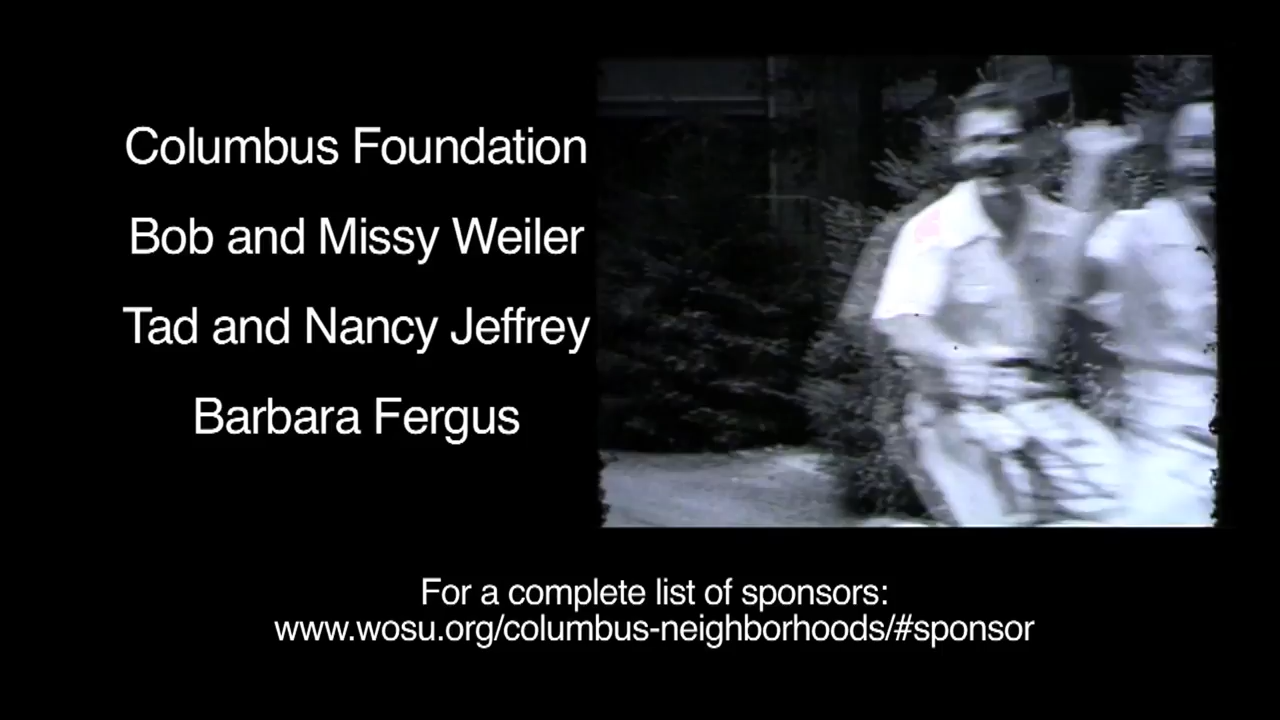 Columbus Foundation
Bob and Missy Weiler
Tad and Nancy Jeffrey
Barbara Fergus
For a complete list of sponsors:
www.wosu.org/columbus-neighborhoods/#sponsor